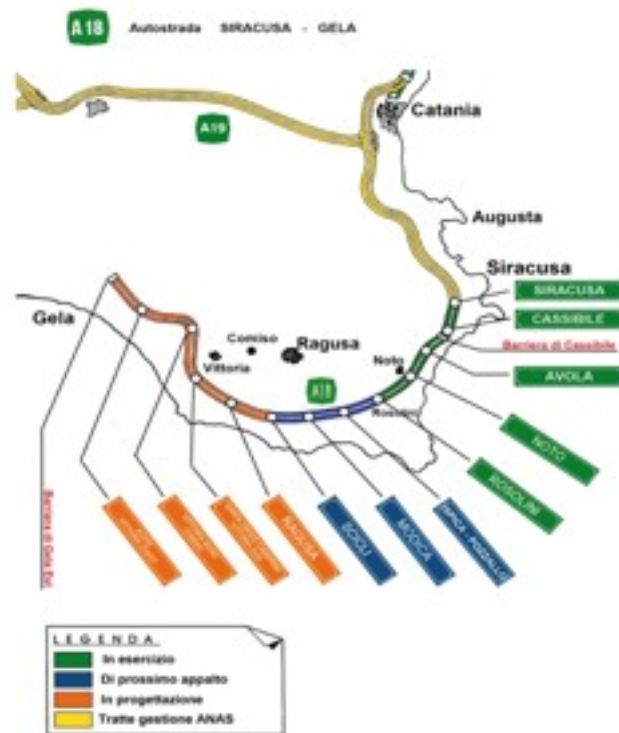 A 18 Autostrada SIRACUSA - GELA
A19
Catania
Augusta
Siracusa
SIRACUSA
CASSIBILE
Barriera di Cassibile
AVOLA
Gela
Comiso
Ragusa
Vittoria
Noto
A18
Rosolini
NOTO
ROSOLINI
ISPICA - POZZALLO
MODICA
SCICLI
RAGUSA
Barriera di Gela Est
LEGENDA
In esercizio
Di prossimo appalto
In progettazione
Tratte gestione ANAS